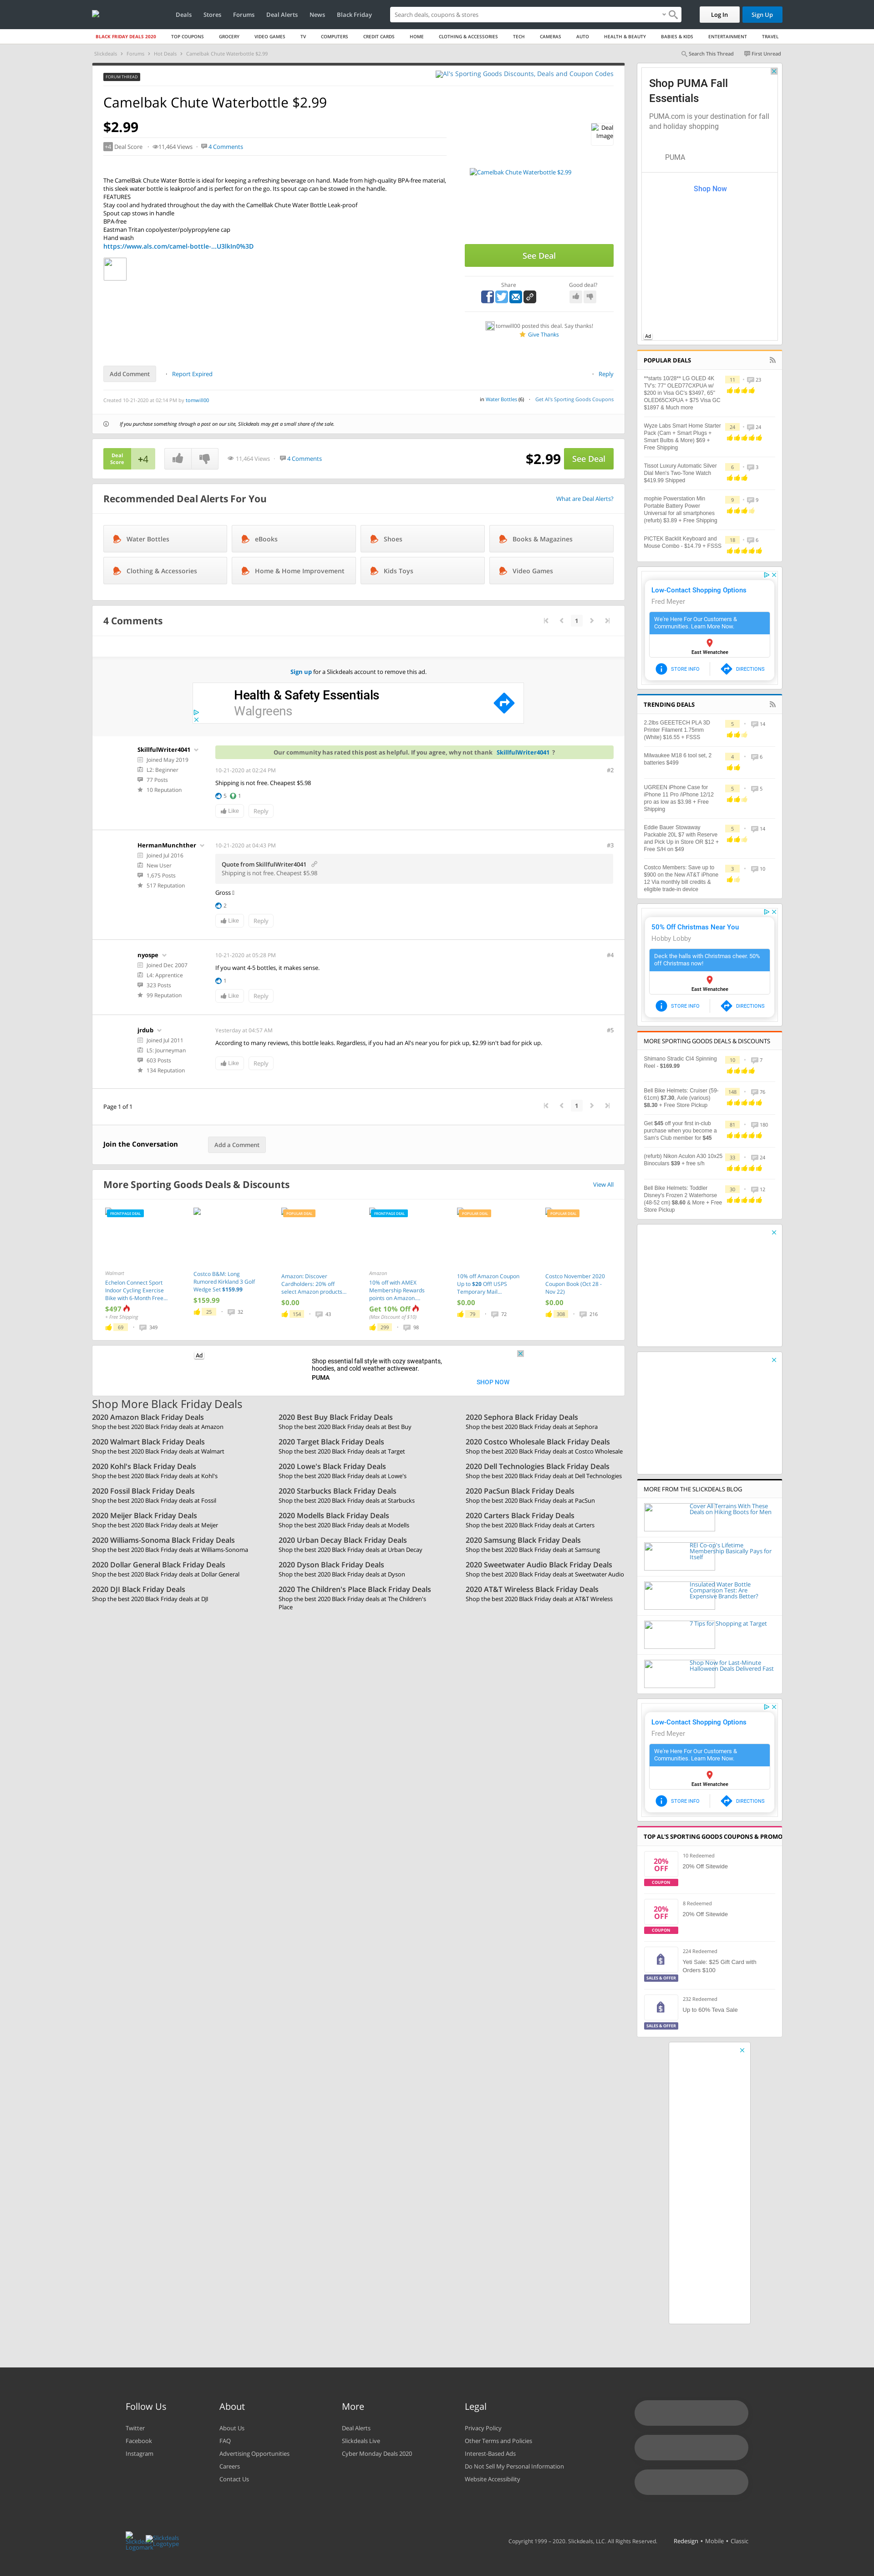 Deals Stores Forums Deal Alerts News Black Friday
Search deals, coupons & stores
Log In Sign Up
BLACK FRIDAY DEALS 2020 TOP COUPONS GROCERY VIDEO GAMES TV COMPUTERS CREDIT CARDS HOME CLOTHING & ACCESSORIES TECH CAMERAS AUTO HEALTH & BEAUTY BABIES & KIDS ENTERTAINMENT TRAVEL
Slickdeals Forums Hot Deals Camelbak Chute Waterbottle $2.99
Search This Thread First Unread
FORUM THREAD
Al's Sporting Goods Discounts, Deals and Coupon Codes
Camelbak Chute Waterbottle $2.99
$2.99
Deal Image
+4 Deal Score 11,464 Views 4 Comments
Camelbak Chute Waterbottle $2.99
The CamelBak Chute Water Bottle is ideal for keeping a refreshing beverage on hand. Made from high-quality BPA-free material,
this sleek water bottle is leakproof and is perfect for on the go. Its spout cap can be stowed in the handle.
FEATURES
Stay cool and hydrated throughout the day with the CamelBak Chute Water Bottle Leak-proof
Spout cap stows in handle
BPA-free
Eastman Tritan copolyester/polypropylene cap
Hand wash
https://www.als.com/camel-bottle-...U3lkIn0%3D
See Deal
Share Good deal?
tomwill00 posted this deal. Say thanks!
Give Thanks
Add Comment Report Expired Reply
Created 10-21-2020 at 02:14 PM by tomwill00
in Water Bottles (6) Get Al's Sporting Goods Coupons
If you purchase something through a post on our site, Slickdeals may get a small share of the sale.
Deal Score +4 11,464 Views 4 Comments $2.99 See Deal
Recommended Deal Alerts For You
What are Deal Alerts?
Water Bottles eBooks Shoes Books & Magazines
Clothing & Accessories Home & Home Improvement Kids Toys Video Games
4 Comments
1
Sign up for a Slickdeals account to remove this ad.
Health & Safety Essentials
Walgreens
SkillfulWriter4041
Joined May 2019
L2: Beginner
77 Posts
10 Reputation
Our community has rated this post as helpful. If you agree, why not thank SkillfulWriter4041 ?
10-21-2020 at 02:24 PM #2
Shipping is not free. Cheapest $5.98
5 1
Like Reply
HermanMunchther
Joined Jul 2016
New User
1,675 Posts
517 Reputation
10-21-2020 at 04:43 PM #3
Quote from SkillfulWriter4041
Shipping is not free. Cheapest $5.98
Gross
2
Like Reply
nyospe
Joined Dec 2007
L4: Apprentice
323 Posts
99 Reputation
10-21-2020 at 05:28 PM #4
If you want 4-5 bottles, it makes sense.
1
Like Reply
jrdub
Joined Jul 2011
L5: Journeyman
603 Posts
134 Reputation
Yesterday at 04:57 AM #5
According to many reviews, this bottle leaks. Regardless, if you had an Al's near you for pick up, $2.99 isn't bad for pick up.
Like Reply
Page 1 of 1
1
Join the Conversation Add a Comment
More Sporting Goods Deals & Discounts
View All
FRONTPAGE DEAL
Walmart
Echelon Connect Sport
Indoor Cycling Exercise
Bike with 6-Month Free...
$497
+ Free Shipping
69 349
Costco B&M: Long
Rumored Kirkland 3 Golf
Wedge Set $159.99
$159.99
25 32
POPULAR DEAL
Amazon: Discover
Cardholders: 20% off
select Amazon products...
$0.00
154 43
FRONTPAGE DEAL
Amazon
10% off with AMEX
Membership Rewards
points on Amazon....
Get 10% Off
(Max Discount of $10)
299 98
POPULAR DEAL
10% off Amazon Coupon
Up to $20 Off! USPS
Temporary Mail...
$0.00
79 72
POPULAR DEAL
Costco November 2020
Coupon Book (Oct 28 -
Nov 22)
$0.00
308 216
Ad
Shop essential fall style with cozy sweatpants,
hoodies, and cold weather activewear.
PUMA
SHOP NOW
Shop More Black Friday Deals
2020 Amazon Black Friday Deals
Shop the best 2020 Black Friday deals at Amazon
2020 Best Buy Black Friday Deals
Shop the best 2020 Black Friday deals at Best Buy
2020 Sephora Black Friday Deals
Shop the best 2020 Black Friday deals at Sephora
2020 Walmart Black Friday Deals
Shop the best 2020 Black Friday deals at Walmart
2020 Target Black Friday Deals
Shop the best 2020 Black Friday deals at Target
2020 Costco Wholesale Black Friday Deals
Shop the best 2020 Black Friday deals at Costco Wholesale
2020 Kohl's Black Friday Deals
Shop the best 2020 Black Friday deals at Kohl's
2020 Lowe's Black Friday Deals
Shop the best 2020 Black Friday deals at Lowe's
2020 Dell Technologies Black Friday Deals
Shop the best 2020 Black Friday deals at Dell Technologies
2020 Fossil Black Friday Deals
Shop the best 2020 Black Friday deals at Fossil
2020 Starbucks Black Friday Deals
Shop the best 2020 Black Friday deals at Starbucks
2020 PacSun Black Friday Deals
Shop the best 2020 Black Friday deals at PacSun
2020 Meijer Black Friday Deals
Shop the best 2020 Black Friday deals at Meijer
2020 Modells Black Friday Deals
Shop the best 2020 Black Friday deals at Modells
2020 Carters Black Friday Deals
Shop the best 2020 Black Friday deals at Carters
2020 Williams-Sonoma Black Friday Deals
Shop the best 2020 Black Friday deals at Williams-Sonoma
2020 Urban Decay Black Friday Deals
Shop the best 2020 Black Friday deals at Urban Decay
2020 Samsung Black Friday Deals
Shop the best 2020 Black Friday deals at Samsung
2020 Dollar General Black Friday Deals
Shop the best 2020 Black Friday deals at Dollar General
2020 Dyson Black Friday Deals
Shop the best 2020 Black Friday deals at Dyson
2020 Sweetwater Audio Black Friday Deals
Shop the best 2020 Black Friday deals at Sweetwater Audio
2020 DJI Black Friday Deals
Shop the best 2020 Black Friday deals at DJI
2020 The Children's Place Black Friday Deals
Shop the best 2020 Black Friday deals at The Children's
Place
2020 AT&T Wireless Black Friday Deals
Shop the best 2020 Black Friday deals at AT&T Wireless
Shop PUMA Fall
Essentials
PUMA.com is your destination for fall
and holiday shopping
PUMA
Shop Now
Ad
POPULAR DEALS
**starts 10/28** LG OLED 4K
TV's: 77" OLED77CXPUA w/
$200 in Visa GC's $3497, 65"
OLED65CXPUA + $75 Visa GC
$1897 & Much more
11 23
Wyze Labs Smart Home Starter
Pack (Cam + Smart Plugs +
Smart Bulbs & More) $69 +
Free Shipping
24 24
Tissot Luxury Automatic Silver
Dial Men's Two-Tone Watch
$419.99 Shipped
6 3
mophie Powerstation Min
Portable Battery Power
Universal for all smartphones
(refurb) $3.89 + Free Shipping
9 9
PICTEK Backlit Keyboard and
Mouse Combo - $14.79 + FSSS
18 6
Low-Contact Shopping Options
Fred Meyer
We're Here For Our Customers &
Communities. Learn More Now.
East Wenatchee
STORE INFO DIRECTIONS
TRENDING DEALS
2.2lbs GEEETECH PLA 3D
Printer Filament 1.75mm
(White) $16.55 + FSSS
5 14
Milwaukee M18 8 tool set, 2
batteries $499
4 6
UGREEN iPhone Case for
iPhone 11 Pro /iPhone 12/12
pro as low as $3.98 + Free
Shipping
5 5
Eddie Bauer Stowaway
Packable 20L $7 with Reserve
and Pick Up in Store OR $12 +
Free S/H on $49
5 14
Costco Members: Save up to
$900 on the New AT&T iPhone
12 Via monthly bill credits &
eligible trade-in device
3 10
50% Off Christmas Near You
Hobby Lobby
Deck the halls with Christmas cheer. 50%
off Christmas now!
East Wenatchee
STORE INFO DIRECTIONS
MORE SPORTING GOODS DEALS & DISCOUNTS
Shimano Stradic CI4 Spinning
Reel - $169.99
10 7
Bell Bike Helmets: Cruiser (59-
61cm) $7.30, Axle (various)
$8.30 + Free Store Pickup
148 76
Get $45 off your first in-club
purchase when you become a
Sam's Club member for $45
81 180
(refurb) Nikon Aculon A30 10x25
Binoculars $39 + free s/h
33 24
Bell Bike Helmets: Toddler
Disney's Frozen 2 Waterhorse
(48-52 cm) $8.60 & More + Free
Store Pickup
30 12
MORE FROM THE SLICKDEALS BLOG
Cover All Terrains With These
Deals on Hiking Boots for Men
REI Co-op's Lifetime
Membership Basically Pays for
Itself
Insulated Water Bottle
Comparison Test: Are
Expensive Brands Better?
7 Tips for Shopping at Target
Shop Now for Last-Minute
Halloween Deals Delivered Fast
Low-Contact Shopping Options
Fred Meyer
We're Here For Our Customers &
Communities. Learn More Now.
East Wenatchee
STORE INFO DIRECTIONS
TOP AL'S SPORTING GOODS COUPONS & PROMO
20% OFF COUPON
10 Redeemed
20% Off Sitewide
20% OFF COUPON
8 Redeemed
20% Off Sitewide
SALES & OFFER
224 Redeemed
Yeti Sale: $25 Gift Card with
Orders $100
SALES & OFFER
232 Redeemed
Up to 60% Teva Sale
Follow Us
Twitter
Facebook
Instagram
About
About Us
FAQ
Advertising Opportunities
Careers
Contact Us
More
Deal Alerts
Slickdeals Live
Cyber Monday Deals 2020
Legal
Privacy Policy
Other Terms and Policies
Interest-Based Ads
Do Not Sell My Personal Information
Website Accessibility
Slickdeals Logotype
Copyright 1999 – 2020. Slickdeals, LLC. All Rights Reserved. Redesign • Mobile • Classic